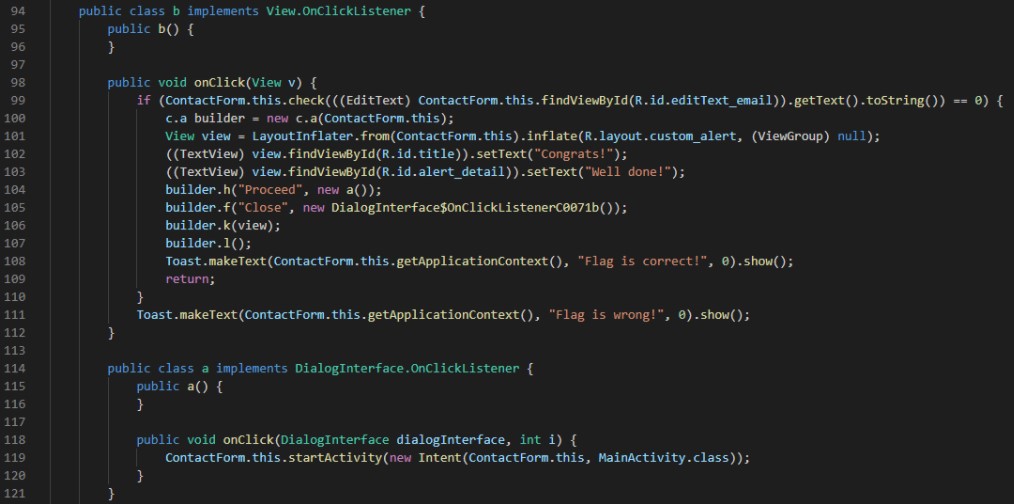 94 public class b implements View.OnClickListener {
95 public b() {
96 }
97
98 public void onClick(View v) {
99 if (ContactForm.this.check(((EditText) ContactForm.this.findViewById(R.id.editText_email)).getText().toString()) == 0) {
100 c.a builder = new c.a(ContactForm.this);
101 View view = LayoutInflater.from(ContactForm.this).inflate(R.layout.custom_alert, (ViewGroup) null);
102 ((TextView) view.findViewById(R.id.title)).setText("Congrats!");
103 ((TextView) view.findViewById(R.id.alert_detail)).setText("Well done!");
104 builder.h("Proceed", new a());
105 builder.f("Close", new DialogInterface$OnClickListenerC0071b());
106 builder.k(view);
107 builder.l();
108 Toast.makeText(ContactForm.this.getApplicationContext(), "Flag is correct!", 0).show();
109 return;
110 }
111 Toast.makeText(ContactForm.this.getApplicationContext(), "Flag is wrong!", 0).show();
112 }
113
114 public class a implements DialogInterface.OnClickListener {
115 public a() {
116 }
117
118 public void onClick(DialogInterface dialogInterface, int i) {
119 ContactForm.this.startActivity(new Intent(ContactForm.this, MainActivity.class));
120 }
121 }